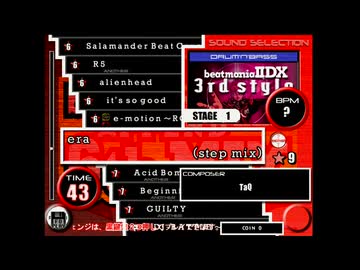 SOUND SELECTION
6 Salamander Beat C
6 R5
ANOTHER
6 alienhead
6 it's so good
ANOTHER
6 e-motion
DRUM'N'BASS
beatmania IIDX
3rd style
STAGE 1
BPM
?
era
(step mix)
★9
TIME
43
7 Acid Bom
ANOTHER
7 Beginn
ANOTHER
7 GUILTY
ANOTHER
COMPOSER
TaQ
COIN 0